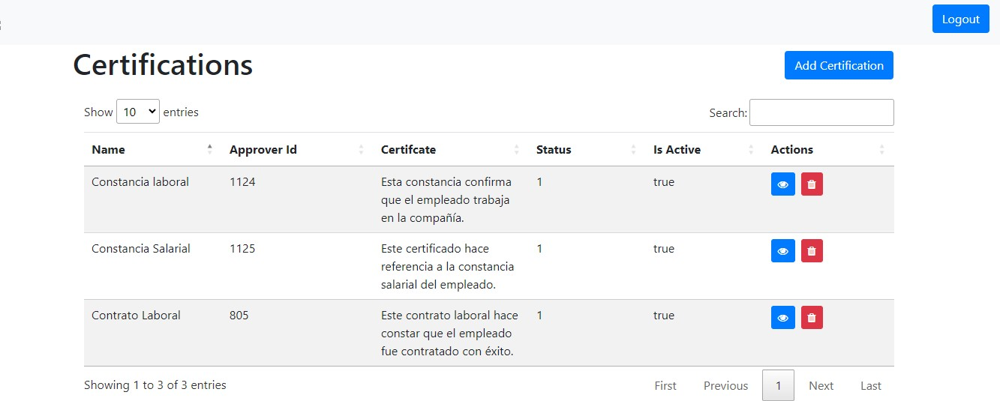 Logout
Certifications
Add Certification
Show 10 entries
Search:
Name Approver Id Certifcate Status Is Active Actions
Constancia laboral 1124 Esta constancia confirma 1 true
que el empleado trabaja
en la compañía.
Constancia Salarial 1125 Este certificado hace 1 true
referencia a la constancia
salarial del empleado.
Contrato Laboral 805 Este contrato laboral hace 1 true
constar que el empleado
fue contratado con éxito.
Showing 1 to 3 of 3 entries
First Previous 1 Next Last